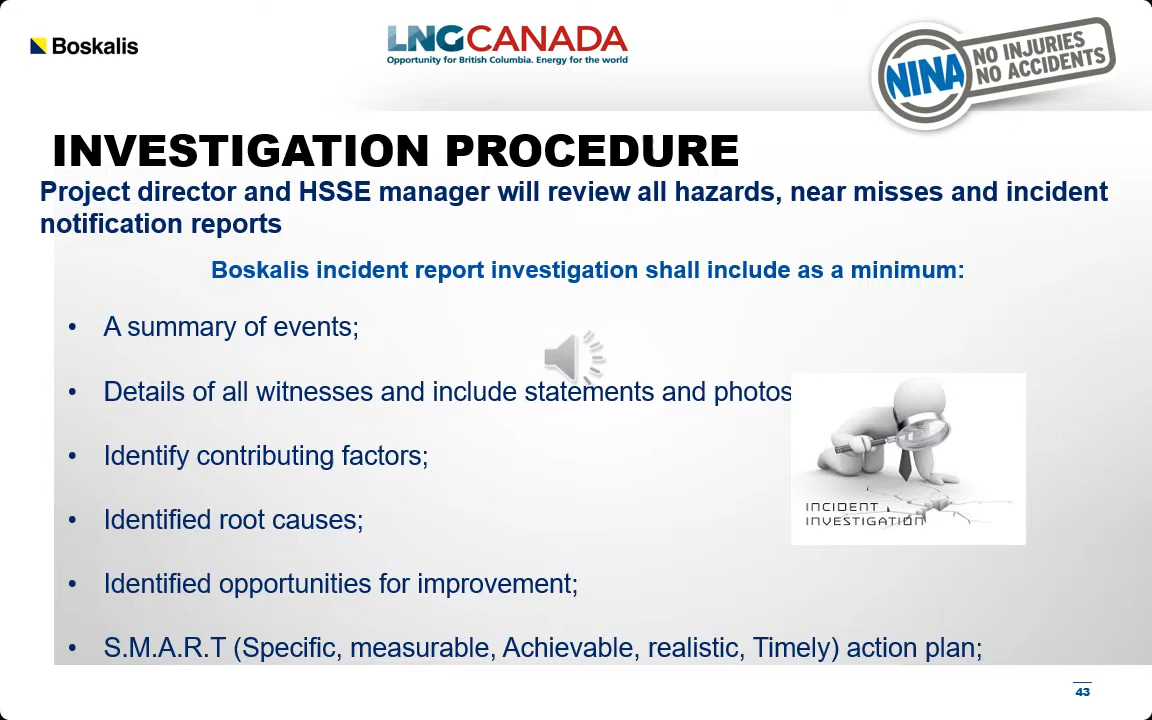 Boskalis
LNGCANADA
Opportunity for British Columbia. Energy for the world
NINA
NO INJURIES
NO ACCIDENTS
INVESTIGATION PROCEDURE
Project director and HSSE manager will review all hazards, near misses and incident
notification reports
Boskalis incident report investigation shall include as a minimum:
• A summary of events;
• Details of all witnesses and include statements and photos
• Identify contributing factors;
• Identified root causes;
• Identified opportunities for improvement;
• S.M.A.R.T (Specific, measurable, Achievable, realistic, Timely) action plan;
INCIDENT
INVESTIGATION
43